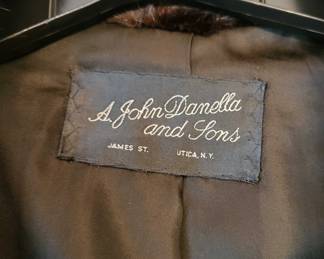 A. John Danella
and Sons
JAMES ST. UTICA, N.Y.